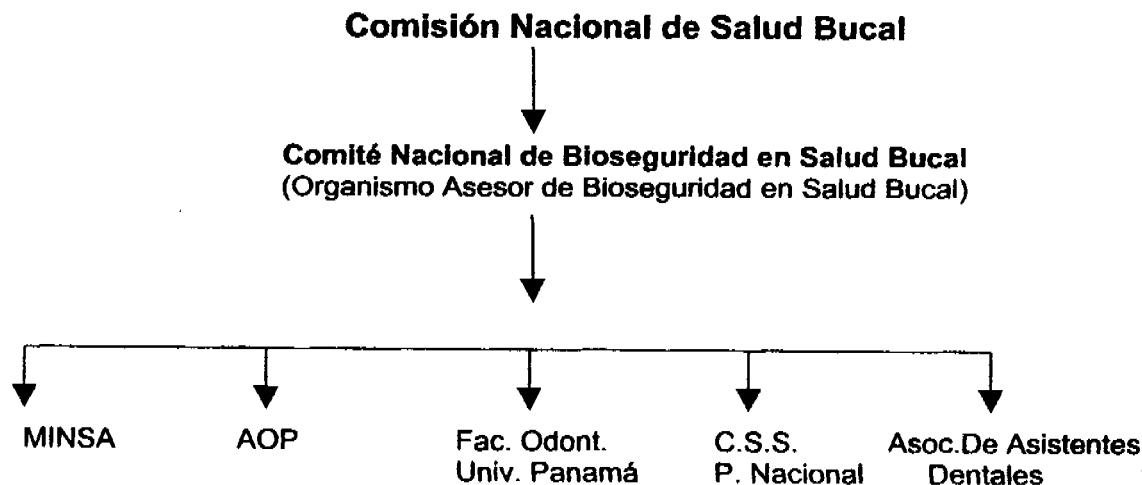 Comisión Nacional de Salud Bucal
Comité Nacional de Bioseguridad en Salud Bucal
(Organismo Asesor de Bioseguridad en Salud Bucal)
MINSA
AOP
Fac. Odont.
Univ. Panamá
C.S.S.
P. Nacional
Asoc.De Asistentes
Dentales